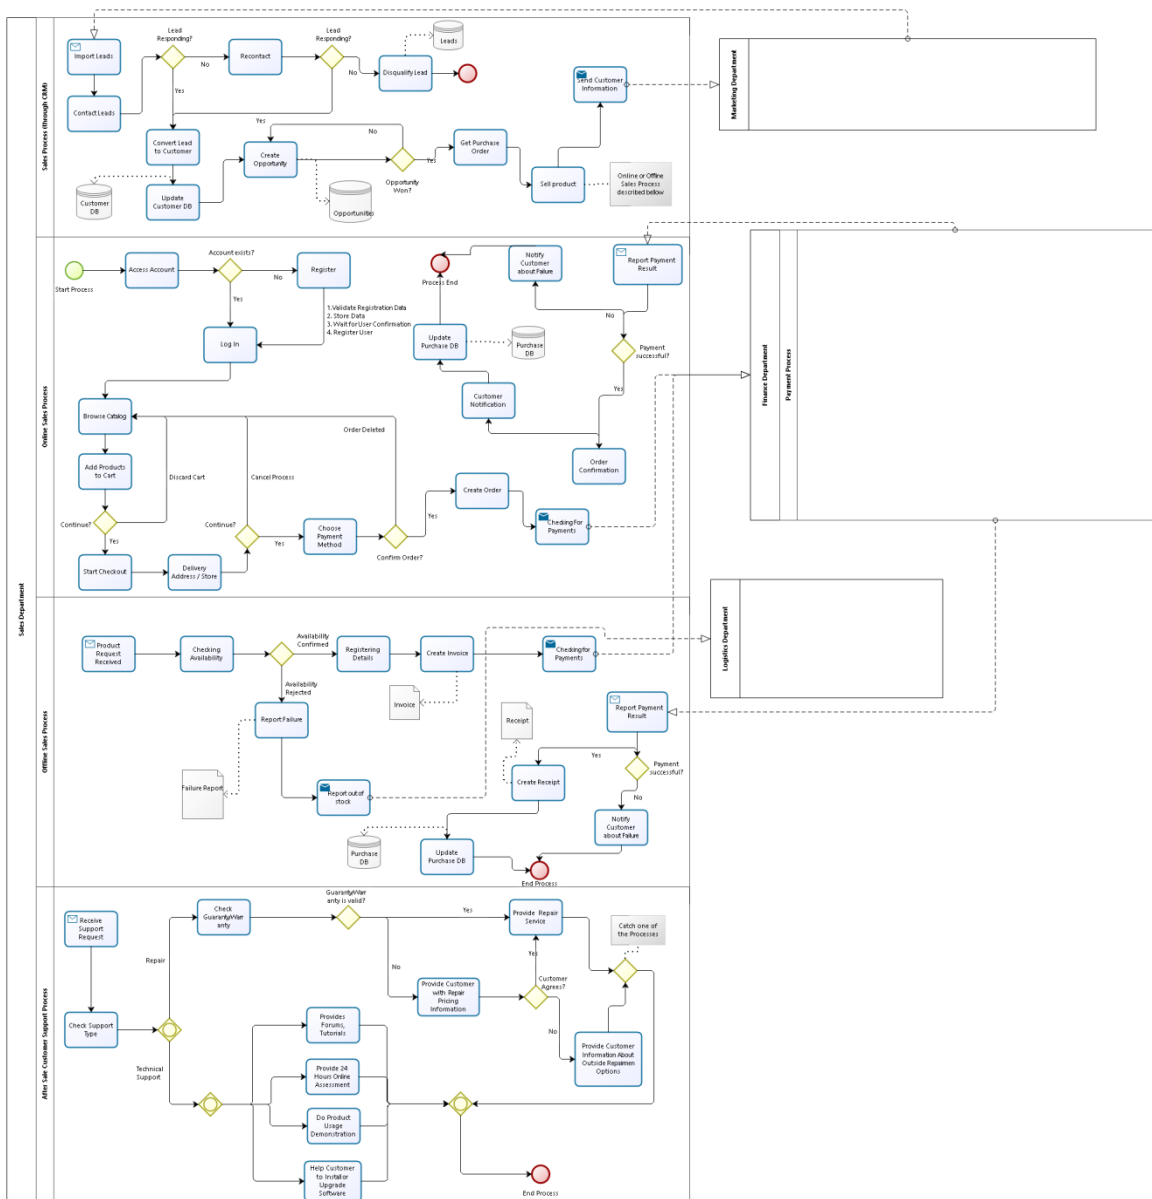 Sales Department
Sales Process (through CRM)
Import Leads
Contact Leads
Lead
Responding?
No
Yes
Recontact
Lead
Responding?
No
Disqualify Lead
Leads
Convert Lead
to Customer
Update
Customer DB
Customer
DB
Create
Opportunity
Yes
No
Opportunities
Opportunity
Won?
Yes
Get Purchase
Order
Sell product
Send Customer
Information
Online or Offline
Sales Process
described below
Marketing Department
Online Sales Process
Start Process
Access Account
Account exists?
No
Yes
Register
1.Validate Registration Data
2. Store Data
3. Wait for User Confirmation
4. Register User
Log In
Browse Catalog
Add Products
to Cart
Continue?
Yes
Discard Cart
Start Checkout
Delivery
Address / Store
Continue?
Yes
Cancel Process
Choose
Payment
Method
Confirm Order?
Order Deleted
Yes
Create Order
Checking For
Payments
Process End
Notify
Customer
about Failure
Report Payment
Result
No
Payment
successful?
Yes
Update
Purchase DB
Purchase
DB
Customer
Notification
Order
Confirmation
Finance Department
Payment Process
Logistics Department
Offline Sales Process
Product
Request
Received
Checking
Availability
Availability
Confirmed
Availability
Rejected
Registering
Details
Create Invoice
Invoice
Checking for
Payments
Report Failure
Failure Report
Report out of
stock
Receipt
Report Payment
Result
Yes
Payment
successful?
No
Create Receipt
Notify
Customer
about Failure
Purchase
DB
Update
Purchase DB
End Process
After Sale Customer Support Process
Receive
Support
Request
Check Support
Type
Repair
Technical
Support
Check
Guaranty/Warr
anty
Guaranty/Warr
anty is valid?
Yes
No
Provide Repair
Service
Provide Customer
with Repair
Pricing
Information
Customer
Agrees?
Yes
No
Provide Customer
Information About
Outside Repairmen
Options
Catch one of
the Processes
Provides
Forums,
Tutorials
Provide 24
Hours Online
Assessment
Do Product
Usage
Demonstration
Help Customer
to Install or
Upgrade
Software
End Process